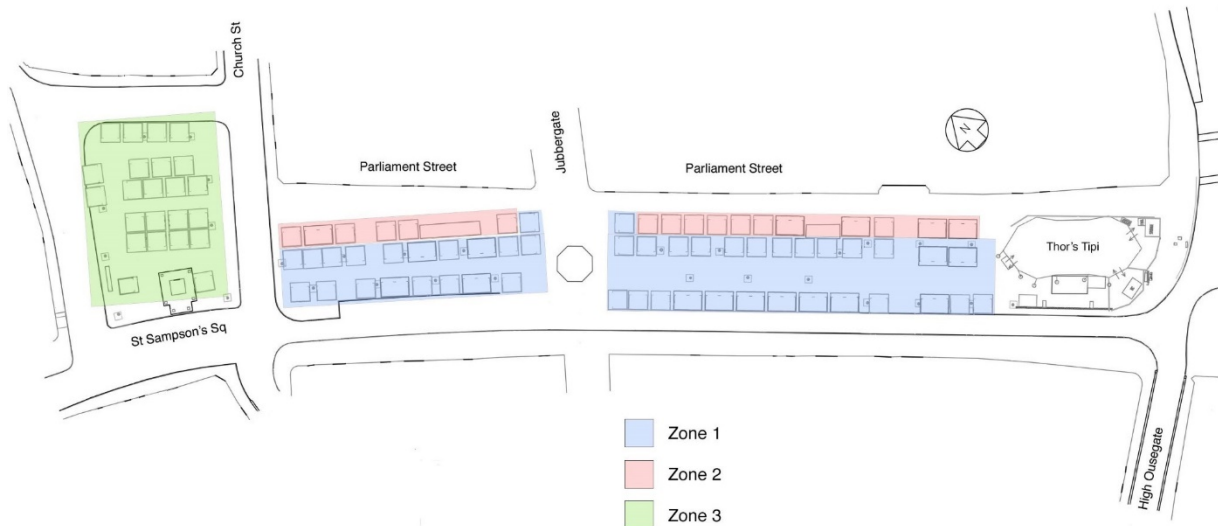 Church St
Parliament Street
Jubbergate
Parliament Street
N
Thor's Tipi
St Sampson's Sq
High Ousegate
Zone 1
Zone 2
Zone 3